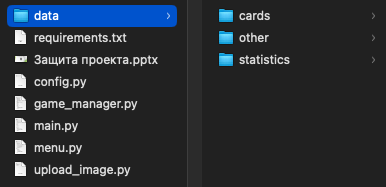 data
requirements.txt
Защита проекта.pptx
config.py
game_manager.py
main.py
menu.py
upload_image.py
cards
other
statistics